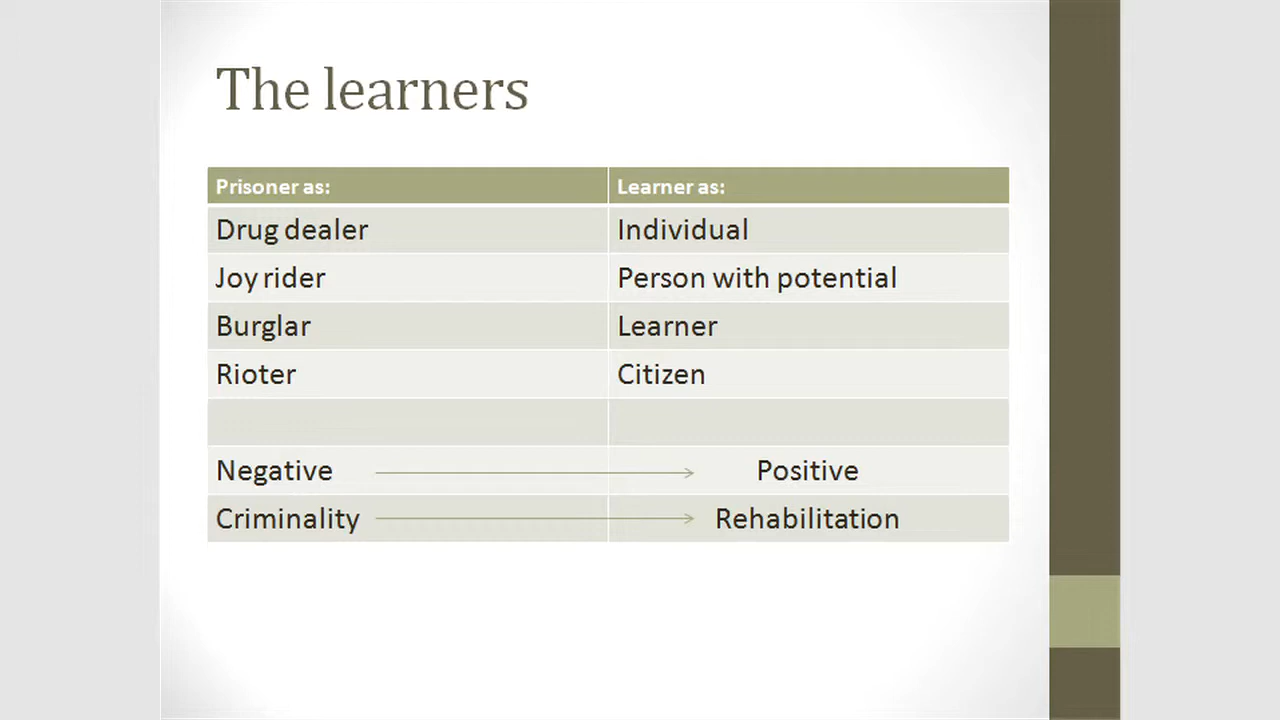 The learners
Prisoner as: Learner as:
Drug dealer Individual
Joy rider Person with potential
Burglar Learner
Rioter Citizen
Negative Positive
Criminality Rehabilitation